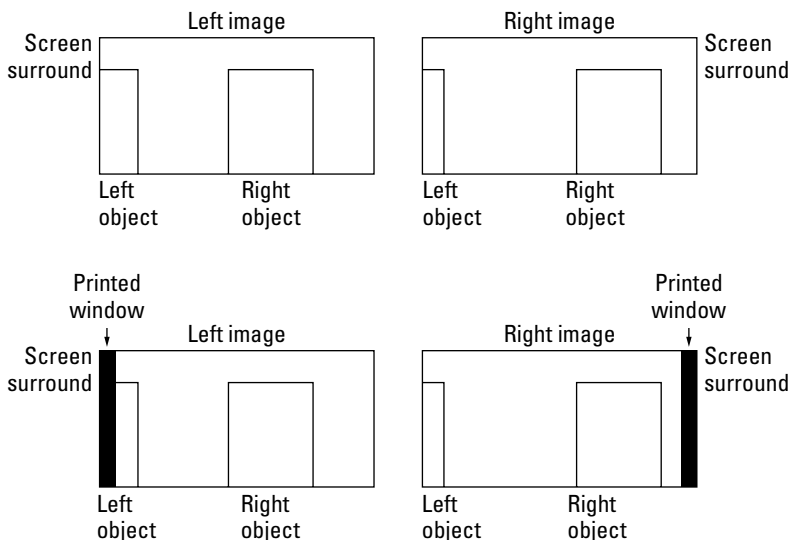 Left image
Right image
Screen
surround
Screen
surround
Left
object
Right
object
Left
object
Right
object
Printed
window
Printed
window
Left image
Right image
Screen
surround
Screen
surround
Left
object
Right
object
Left
object
Right
object